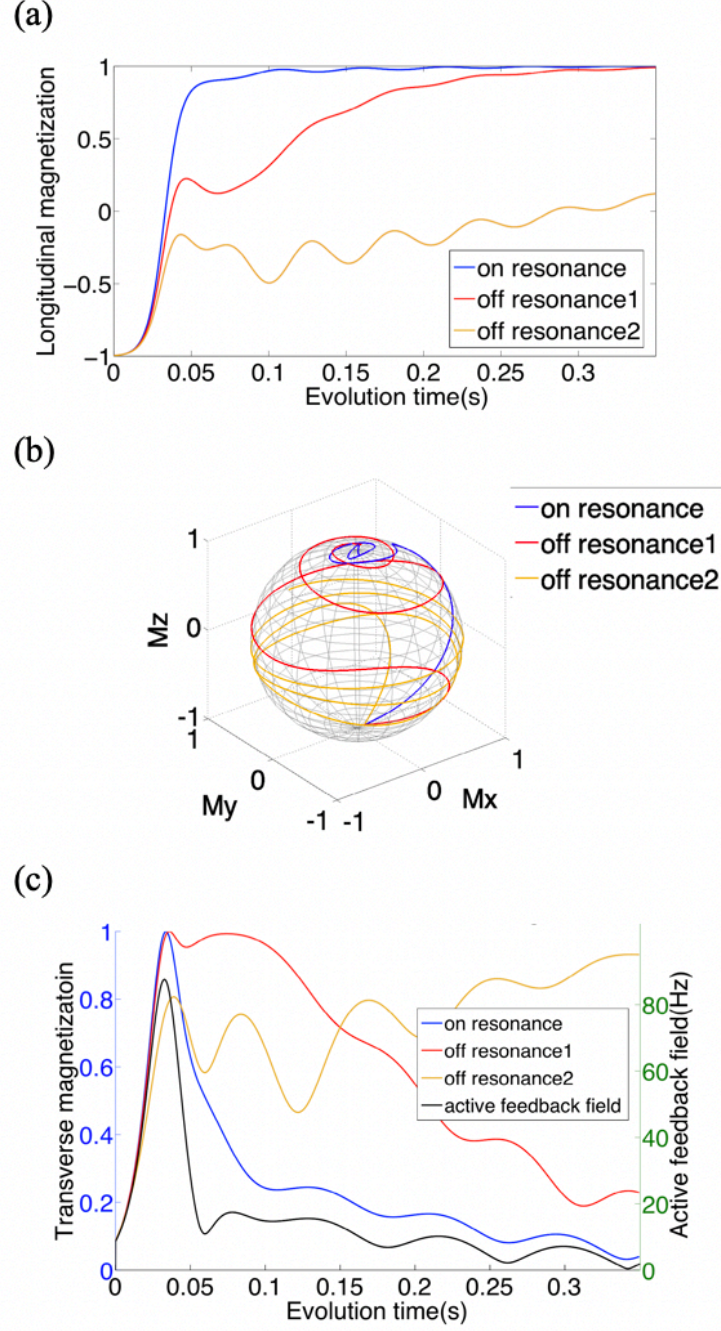 (a)
Longitudinal magnetization
1
0.5
0
−0.5
−1
0 0.05 0.1 0.15 0.2 0.25 0.3
Evolution time(s)
on resonance
off resonance1
off resonance2
(b)
Mz
1
0
-1
1
0
-1
My
-1
0
1
Mx
on resonance
off resonance1
off resonance2
(c)
Transverse magnetizatoin
1
0.8
0.6
0.4
0.2
0
0 0.05 0.1 0.15 0.2 0.25 0.3
Evolution time(s)
80
60
40
20
0
Active feedback field(Hz)
on resonance
off resonance1
off resonance2
active feedback field